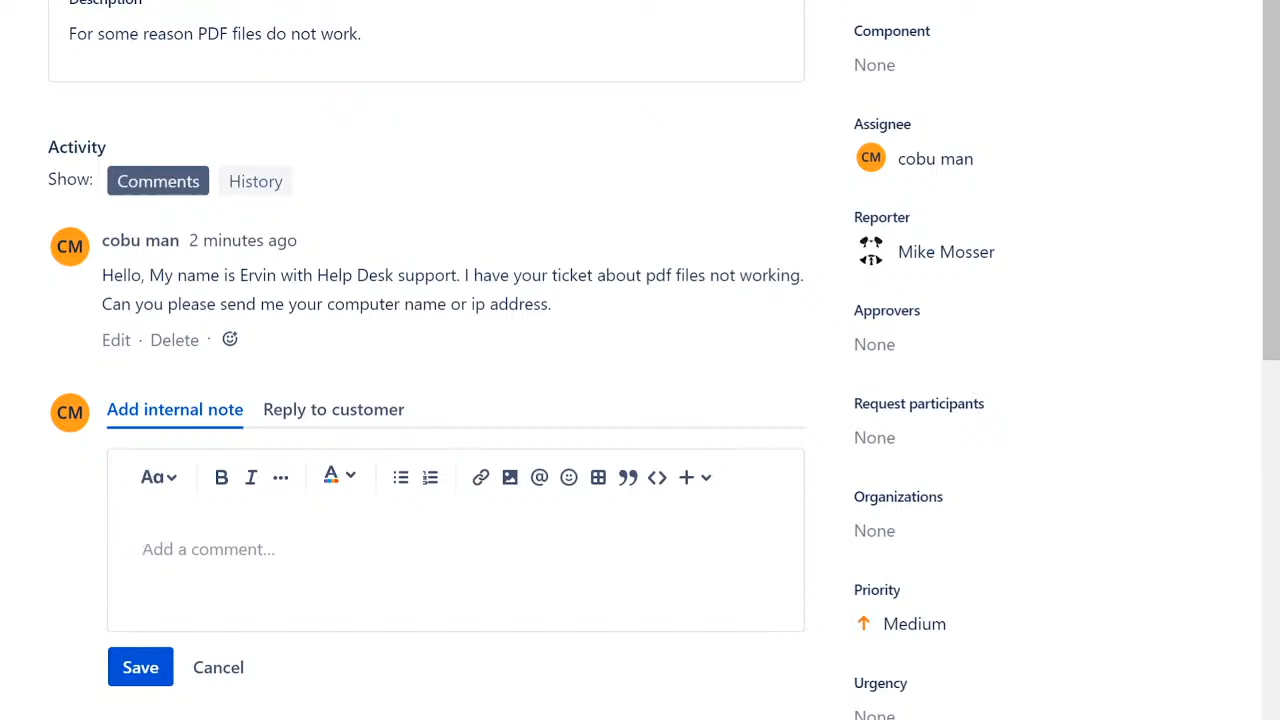 Description
For some reason PDF files do not work.
Activity
Show: Comments History
CM cobu man 2 minutes ago
Hello, My name is Ervin with Help Desk support. I have your ticket about pdf files not working.
Can you please send me your computer name or ip address.
Edit · Delete ·
CM Add internal note Reply to customer
Aa B I ... A
Add a comment...
Save Cancel
Component
None
Assignee
CM cobu man
Reporter
Mike Mosser
Approvers
None
Request participants
None
Organizations
None
Priority
Medium
Urgency
None